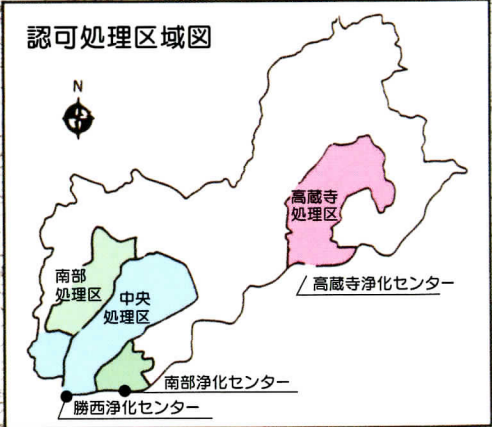 認可処理区域図
N
高蔵寺
処理区
高蔵寺浄化センター
南部
処理区
中央
処理区
南部浄化センター
勝西浄化センター